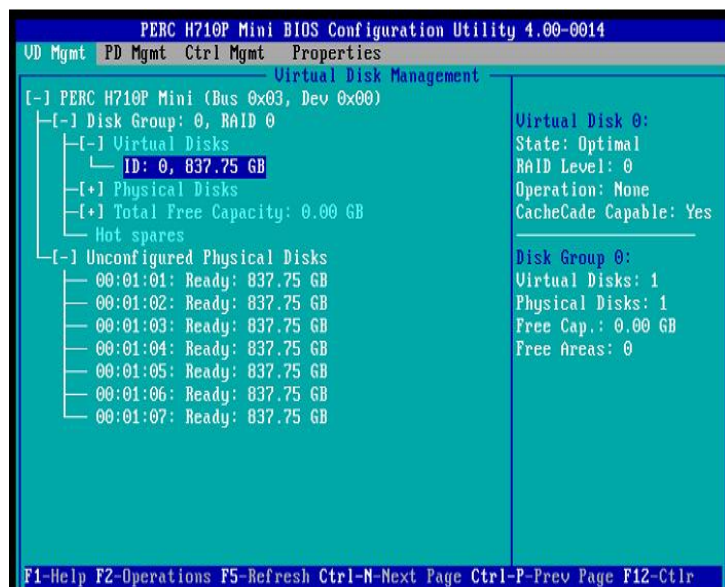 PERC H710P Mini BIOS Configuration Utility 4.00-0014
VD Mgmt PD Mgmt Ctrl Mgmt Properties
Virtual Disk Management
[-] PERC H710P Mini (Bus 0x03, Dev 0x00)
[-] Disk Group: 0, RAID 0
[-] Virtual Disks
ID: 0, 837.75 GB
[+] Physical Disks
[+] Total Free Capacity: 0.00 GB
Hot spares
[-] Unconfigured Physical Disks
00:01:01: Ready: 837.75 GB
00:01:02: Ready: 837.75 GB
00:01:03: Ready: 837.75 GB
00:01:04: Ready: 837.75 GB
00:01:05: Ready: 837.75 GB
00:01:06: Ready: 837.75 GB
00:01:07: Ready: 837.75 GB
Virtual Disk 0:
State: Optimal
RAID Level: 0
Operation: None
CacheCade Capable: Yes
Disk Group 0:
Virtual Disks: 1
Physical Disks: 1
Free Cap.: 0.00 GB
Free Areas: 0
F1-Help F2-Operations F5-Refresh Ctrl-N-Next Page Ctrl-P-Prev Page F12-Ctlr